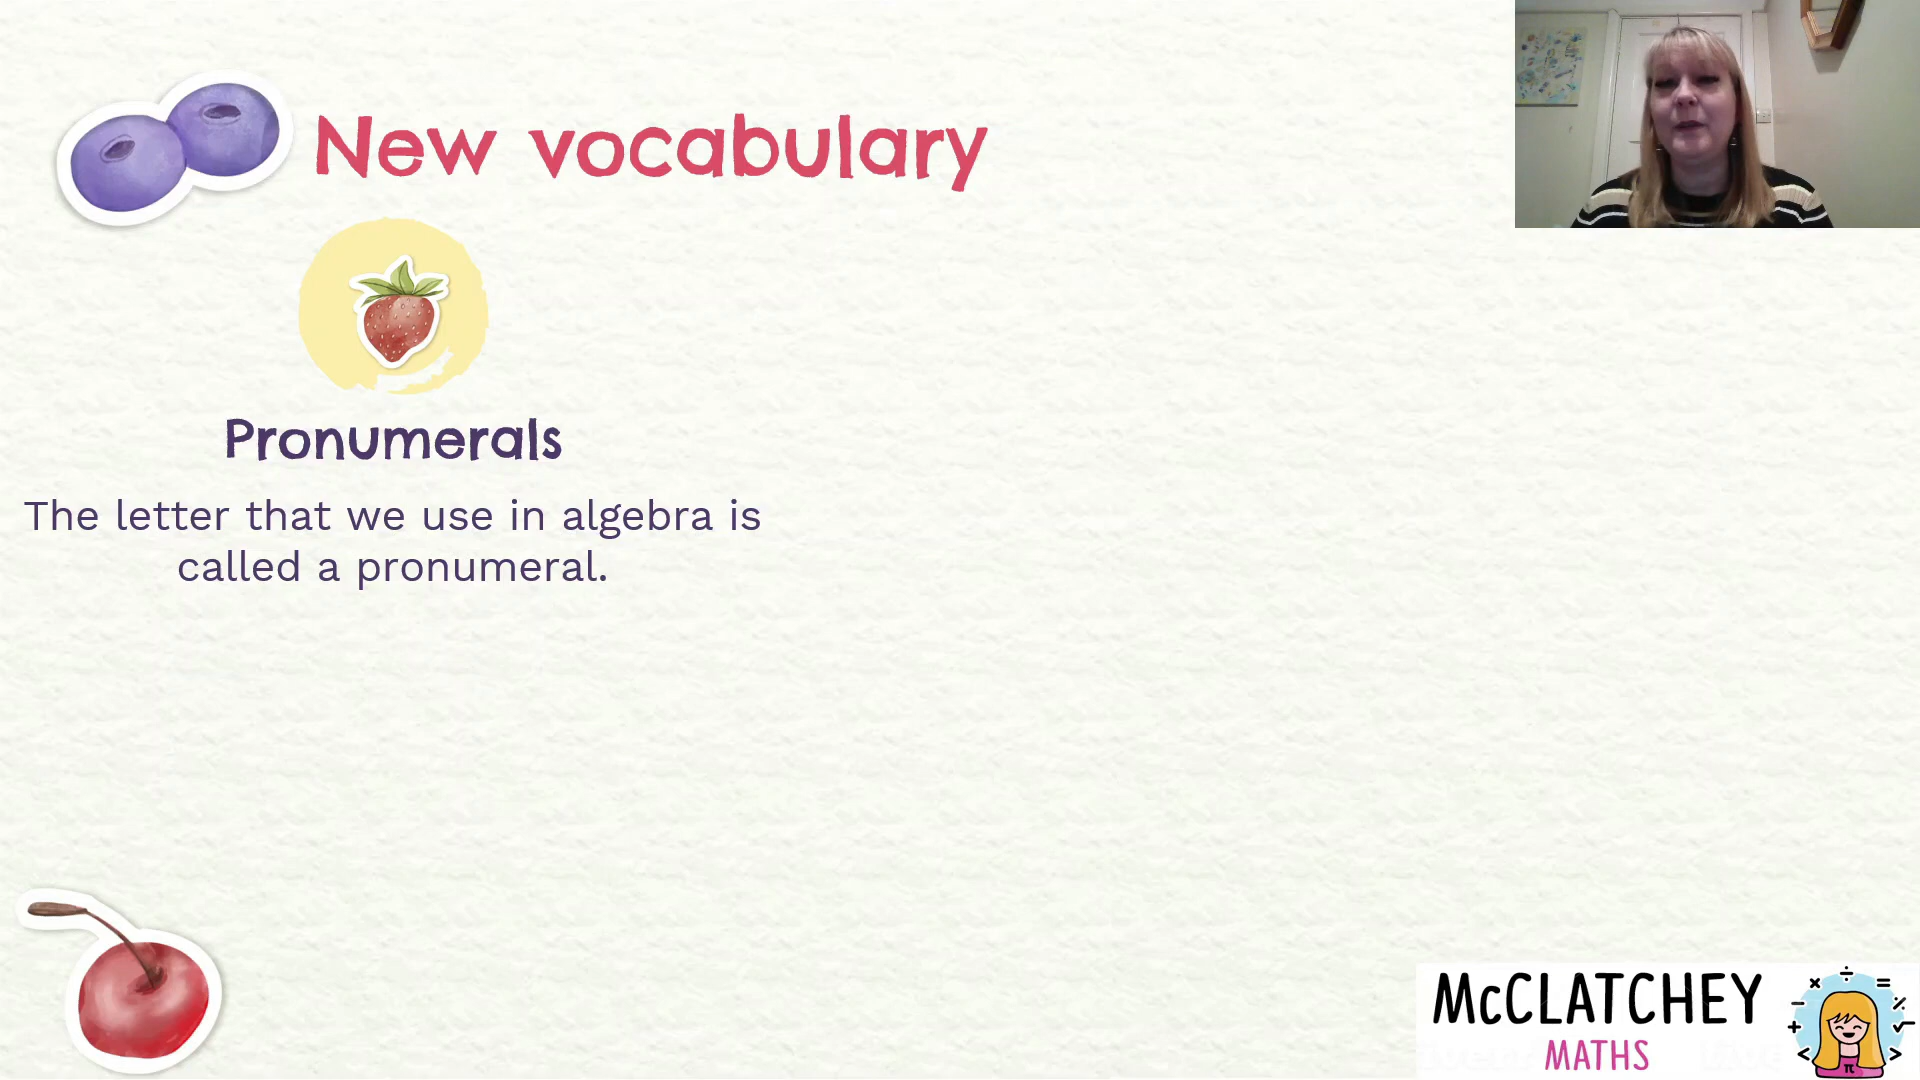 New vocabulary
Pronumerals
The letter that we use in algebra is
called a pronumeral.
McCLATCHEY
MATHS